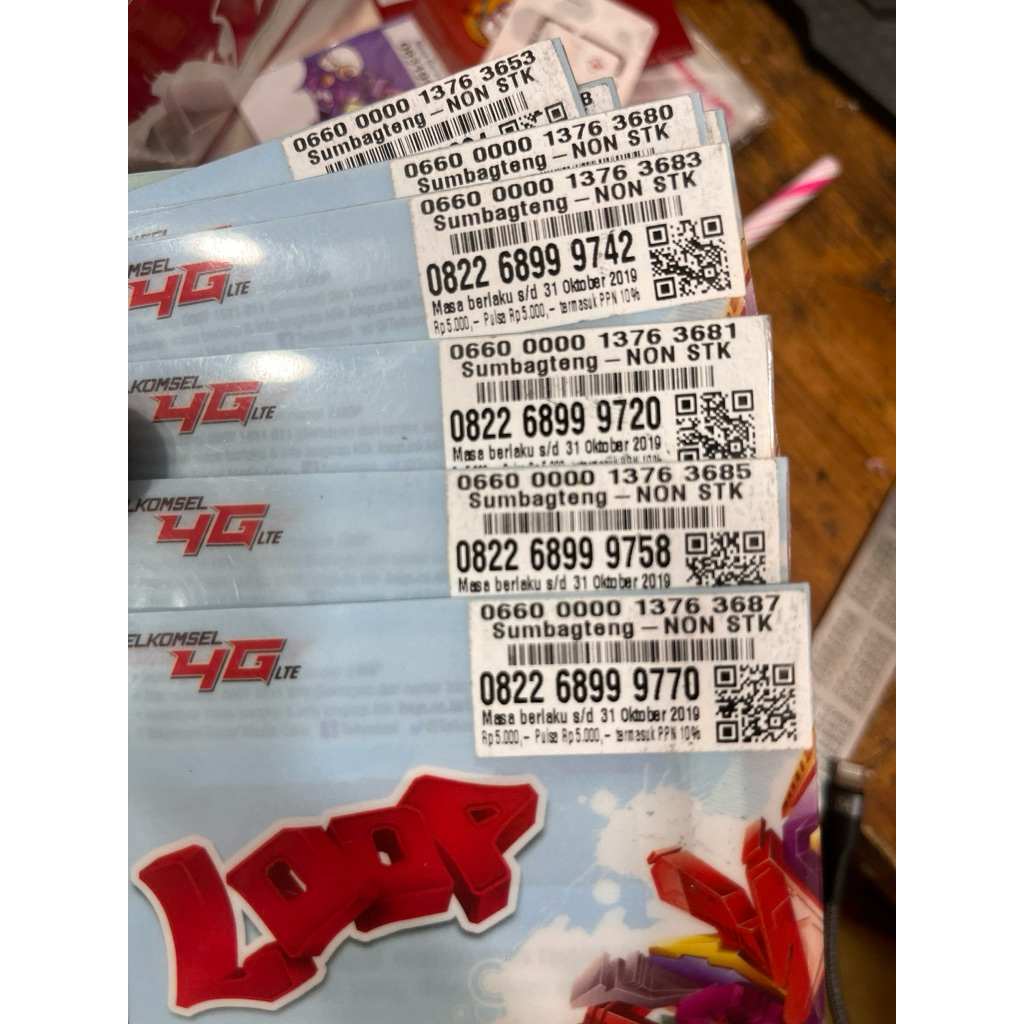 0660 0000 1376 3653
Sumbagteng – NON STK
0660 0000 1376 3680
Sumbagteng – NON STK
0660 0000 1376 3683
Sumbagteng – NON STK
0822 6899 9742
Masa berlaku s/d 31 Oktober 2019
Rp5.000,- Pulsa Rp5.000,- termasuk PPN 10%
4G LTE
0660 0000 1376 3681
Sumbagteng – NON STK
0822 6899 9720
Masa berlaku s/d 31 Oktober 2019
LKOMSEL
4G LTE
0660 0000 1376 3685
Sumbagteng – NON STK
0822 6899 9758
Masa berlaku s/d 31 Oktober 2019
LKOMSEL
4G LTE
0660 0000 1376 3687
Sumbagteng – NON STK
0822 6899 9770
Masa berlaku s/d 31 Oktober 2019
Rp5.000,- Pulsa Rp5.000,- termasuk PPN 10%
ELKOMSEL
4G LTE
LOOP